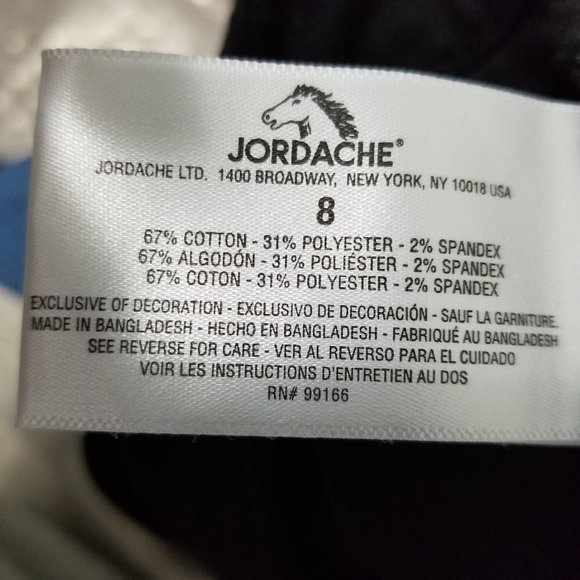 JORDACHE®
JORDACHE LTD. 1400 BROADWAY, NEW YORK, NY 10018 USA
8
67% COTTON - 31% POLYESTER - 2% SPANDEX
67% ALGODÓN - 31% POLIÉSTER - 2% SPANDEX
67% COTON - 31% POLYESTER - 2% SPANDEX
EXCLUSIVE OF DECORATION - EXCLUSIVO DE DECORACIÓN - SAUF LA GARNITURE.
MADE IN BANGLADESH - HECHO EN BANGLADESH - FABRIQUÉ AU BANGLADESH
SEE REVERSE FOR CARE - VER AL REVERSO PARA EL CUIDADO
VOIR LES INSTRUCTIONS D'ENTRETIEN AU DOS
RN# 99166